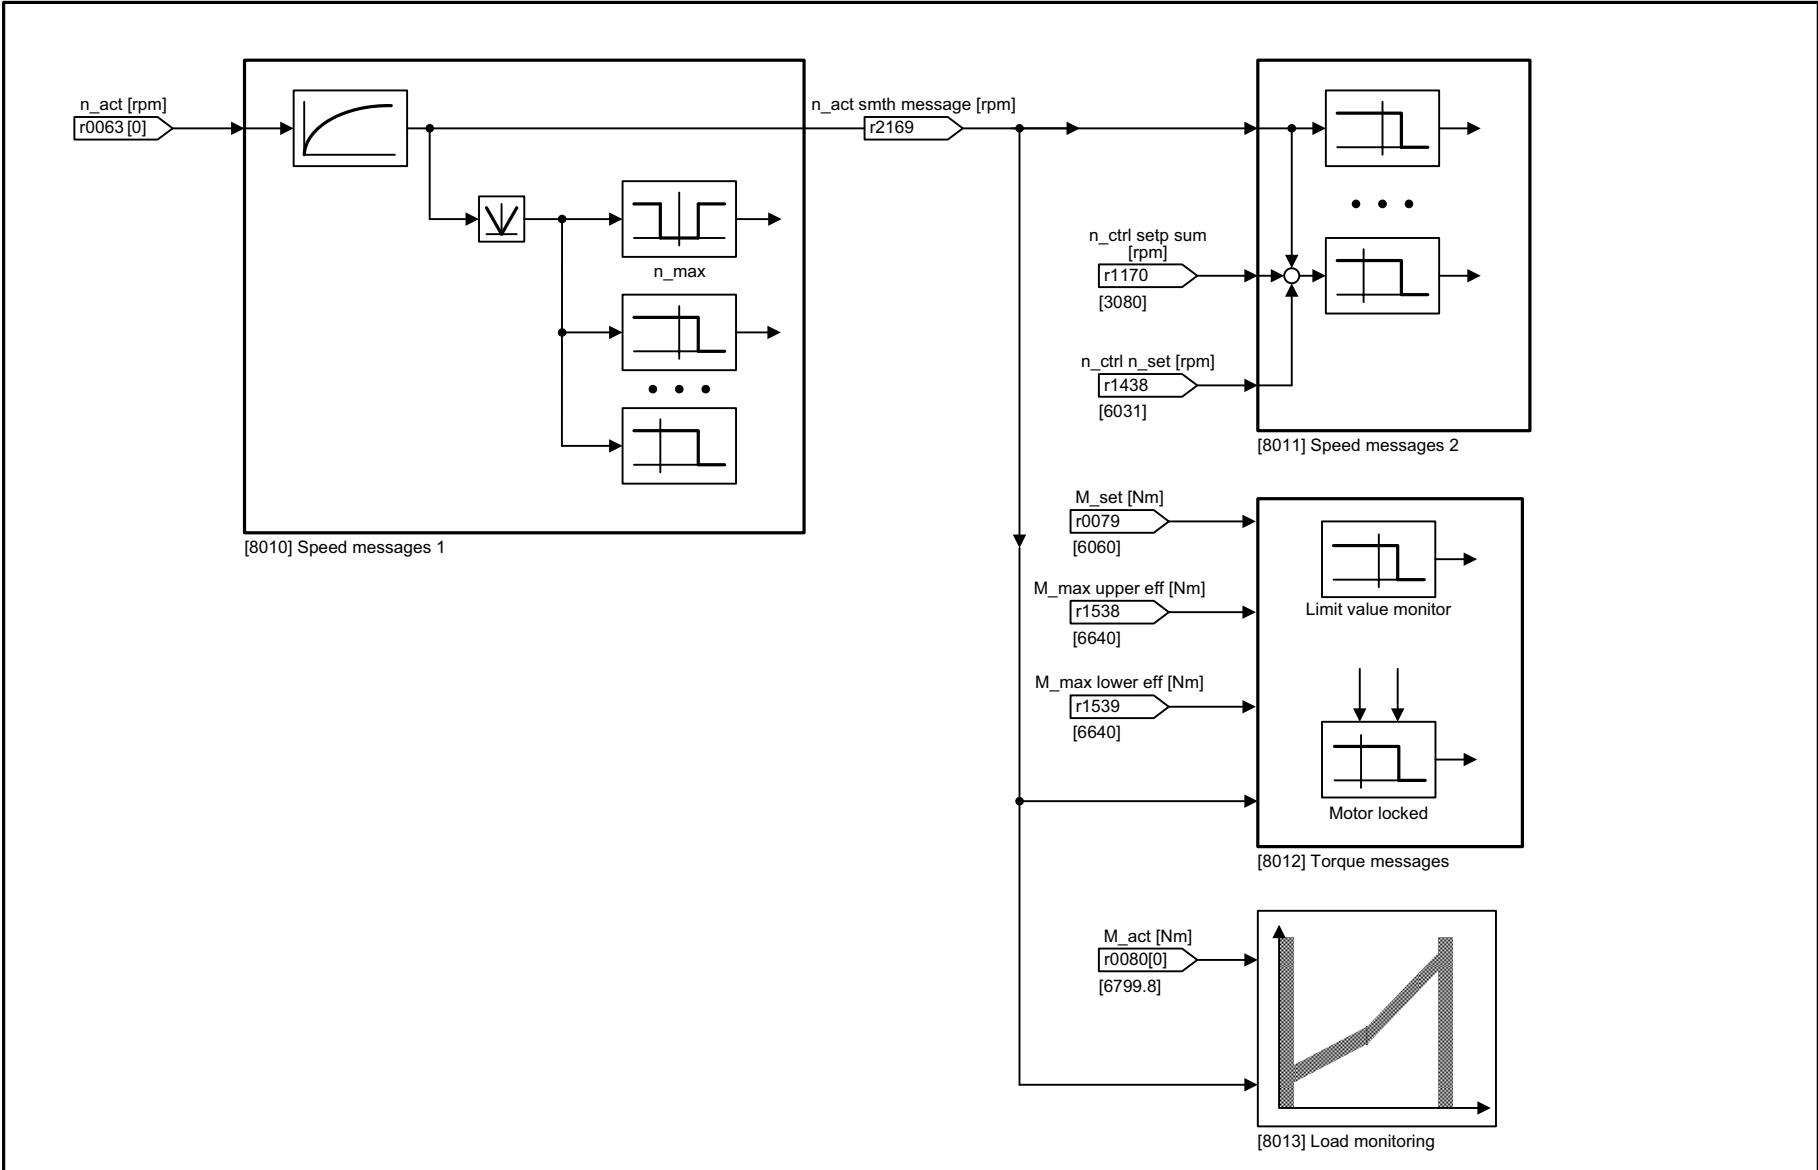 n_act [rpm]
r0063 [0]
n_max
[8010] Speed messages 1
n_act smth message [rpm]
r2169
n_ctrl setp sum
[rpm]
r1170
[3080]
n_ctrl n_set [rpm]
r1438
[6031]
[8011] Speed messages 2
M_set [Nm]
r0079
[6060]
M_max upper eff [Nm]
r1538
[6640]
M_max lower eff [Nm]
r1539
[6640]
Limit value monitor
Motor locked
[8012] Torque messages
M_act [Nm]
r0080[0]
[6799.8]
[8013] Load monitoring